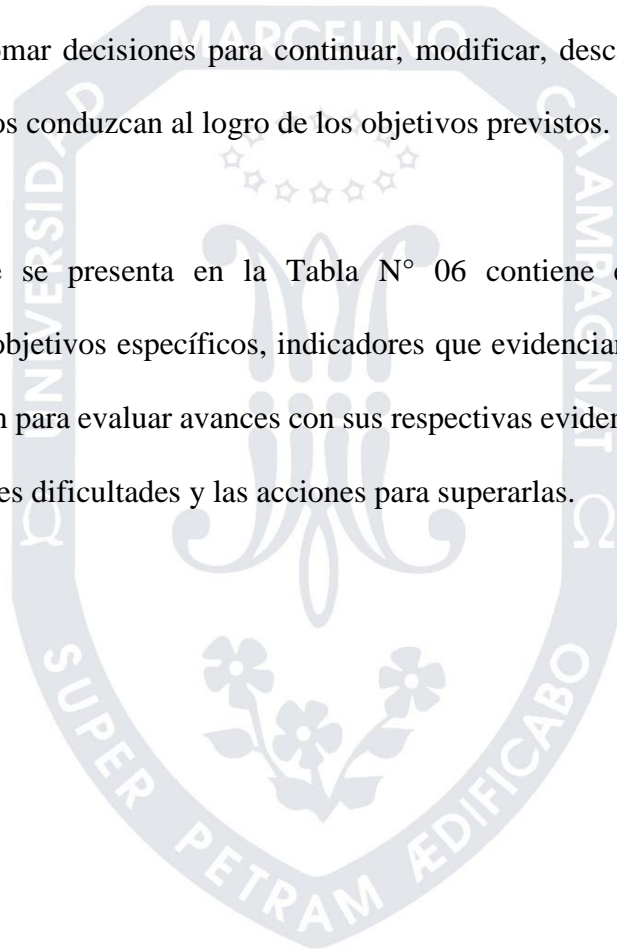 MARCELINO
CHAMPAGNAT
UNIVERSIDAD
mar decisiones para continuar, modificar, desc
os conduzcan al logro de los objetivos previstos.
se presenta en la Tabla N° 06 contiene
objetivos específicos, indicadores que evidencian
para evaluar avances con sus respectivas eviden
es dificultades y las acciones para superarlas.
SUPER PETRAM ÆDIFICABO